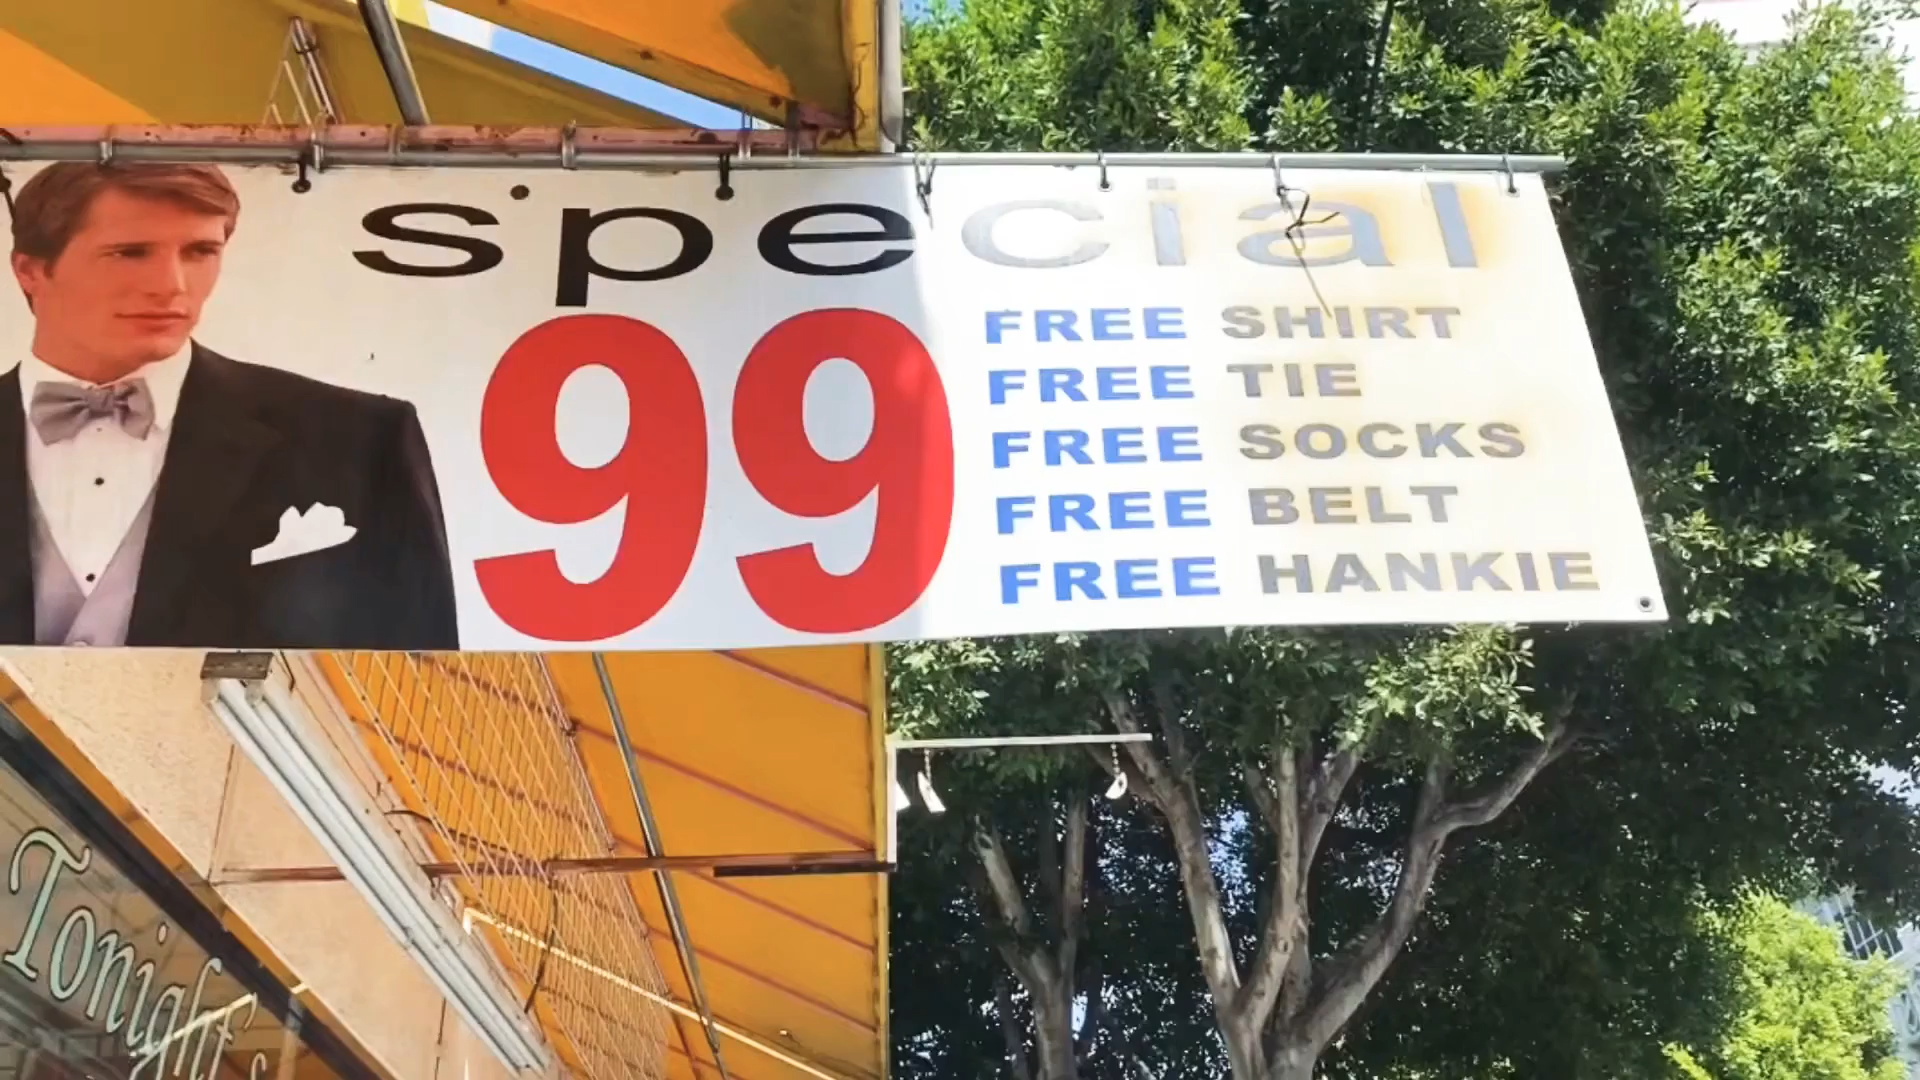 special
99
FREE SHIRT
FREE TIE
FREE SOCKS
FREE BELT
FREE HANKIE
Tonight